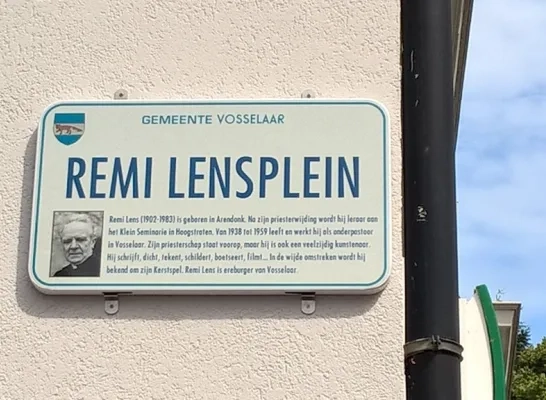 GEMEENTE VOSSELAAR
REMI LENSPLEIN
Remi Lens (1902-1983) is geboren in Arendonk. Na zijn priesterwijding wordt hij leraar aan
het Klein Seminarie in Hoogstraten. Van 1938 tot 1959 leeft en werkt hij als onderpastoor
in Vosselaar. Zijn priesterschap staat voorop, maar hij is ook een veelzijdig kunstenaar.
Hij schrijft, dicht, tekent, schildert, boetseert, filmt... In de wijde omstreken wordt hij
bekend om zijn Kerstspel. Remi Lens is ereburger van Vosselaar.